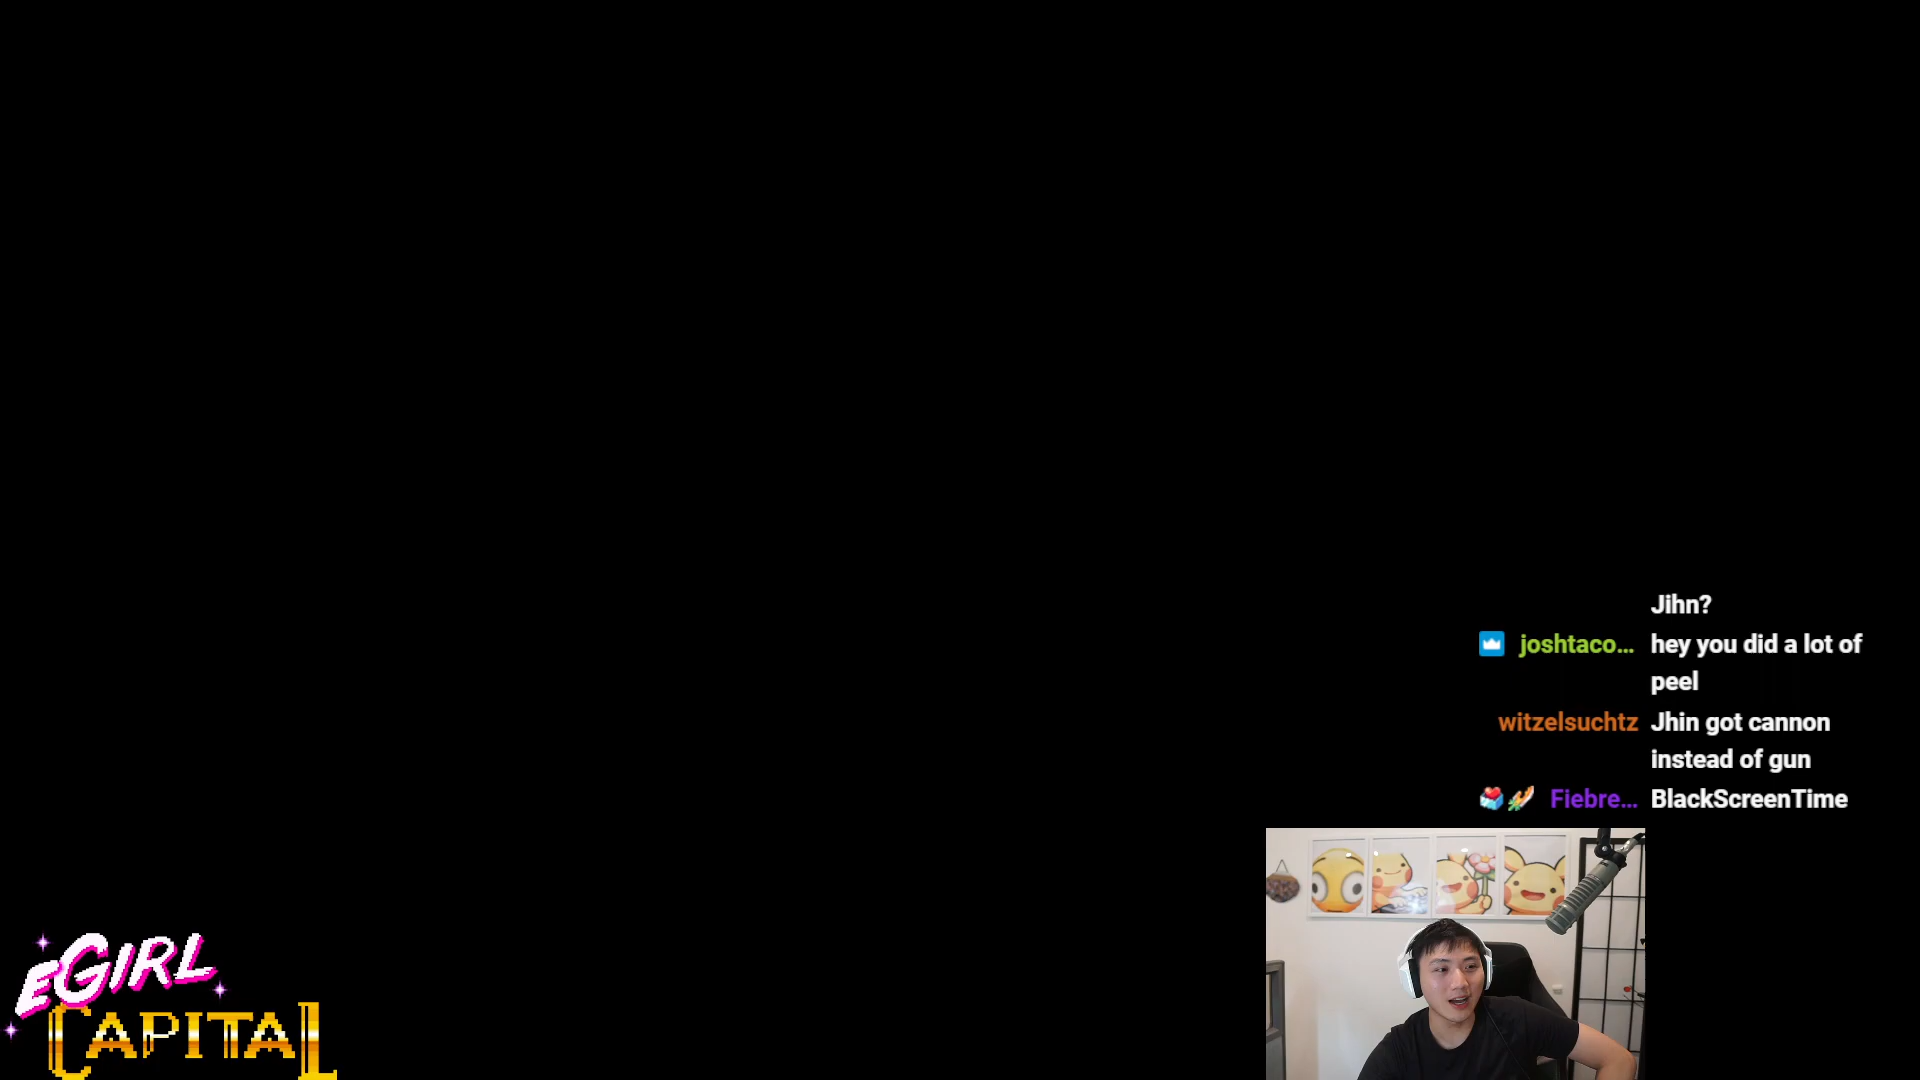 Jihn?
joshtaco... hey you did a lot of
peel
witzelsuchtz Jhin got cannon
instead of gun
Fiebre... BlackScreenTime
eGIRL
CAPITAL